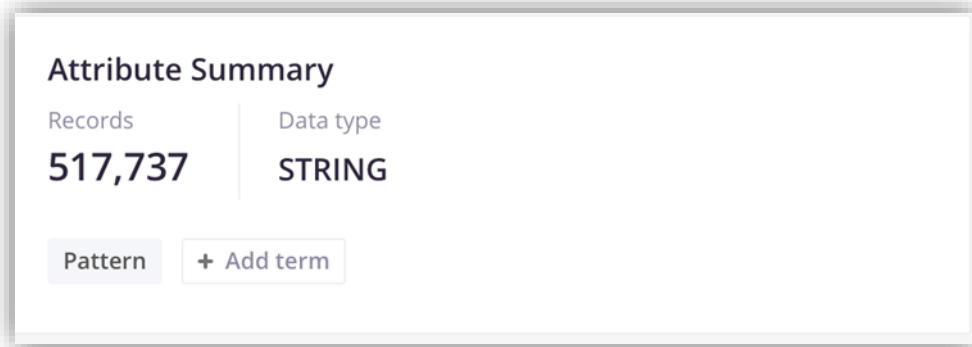 Attribute Summary
Records Data type
517,737 STRING
Pattern + Add term